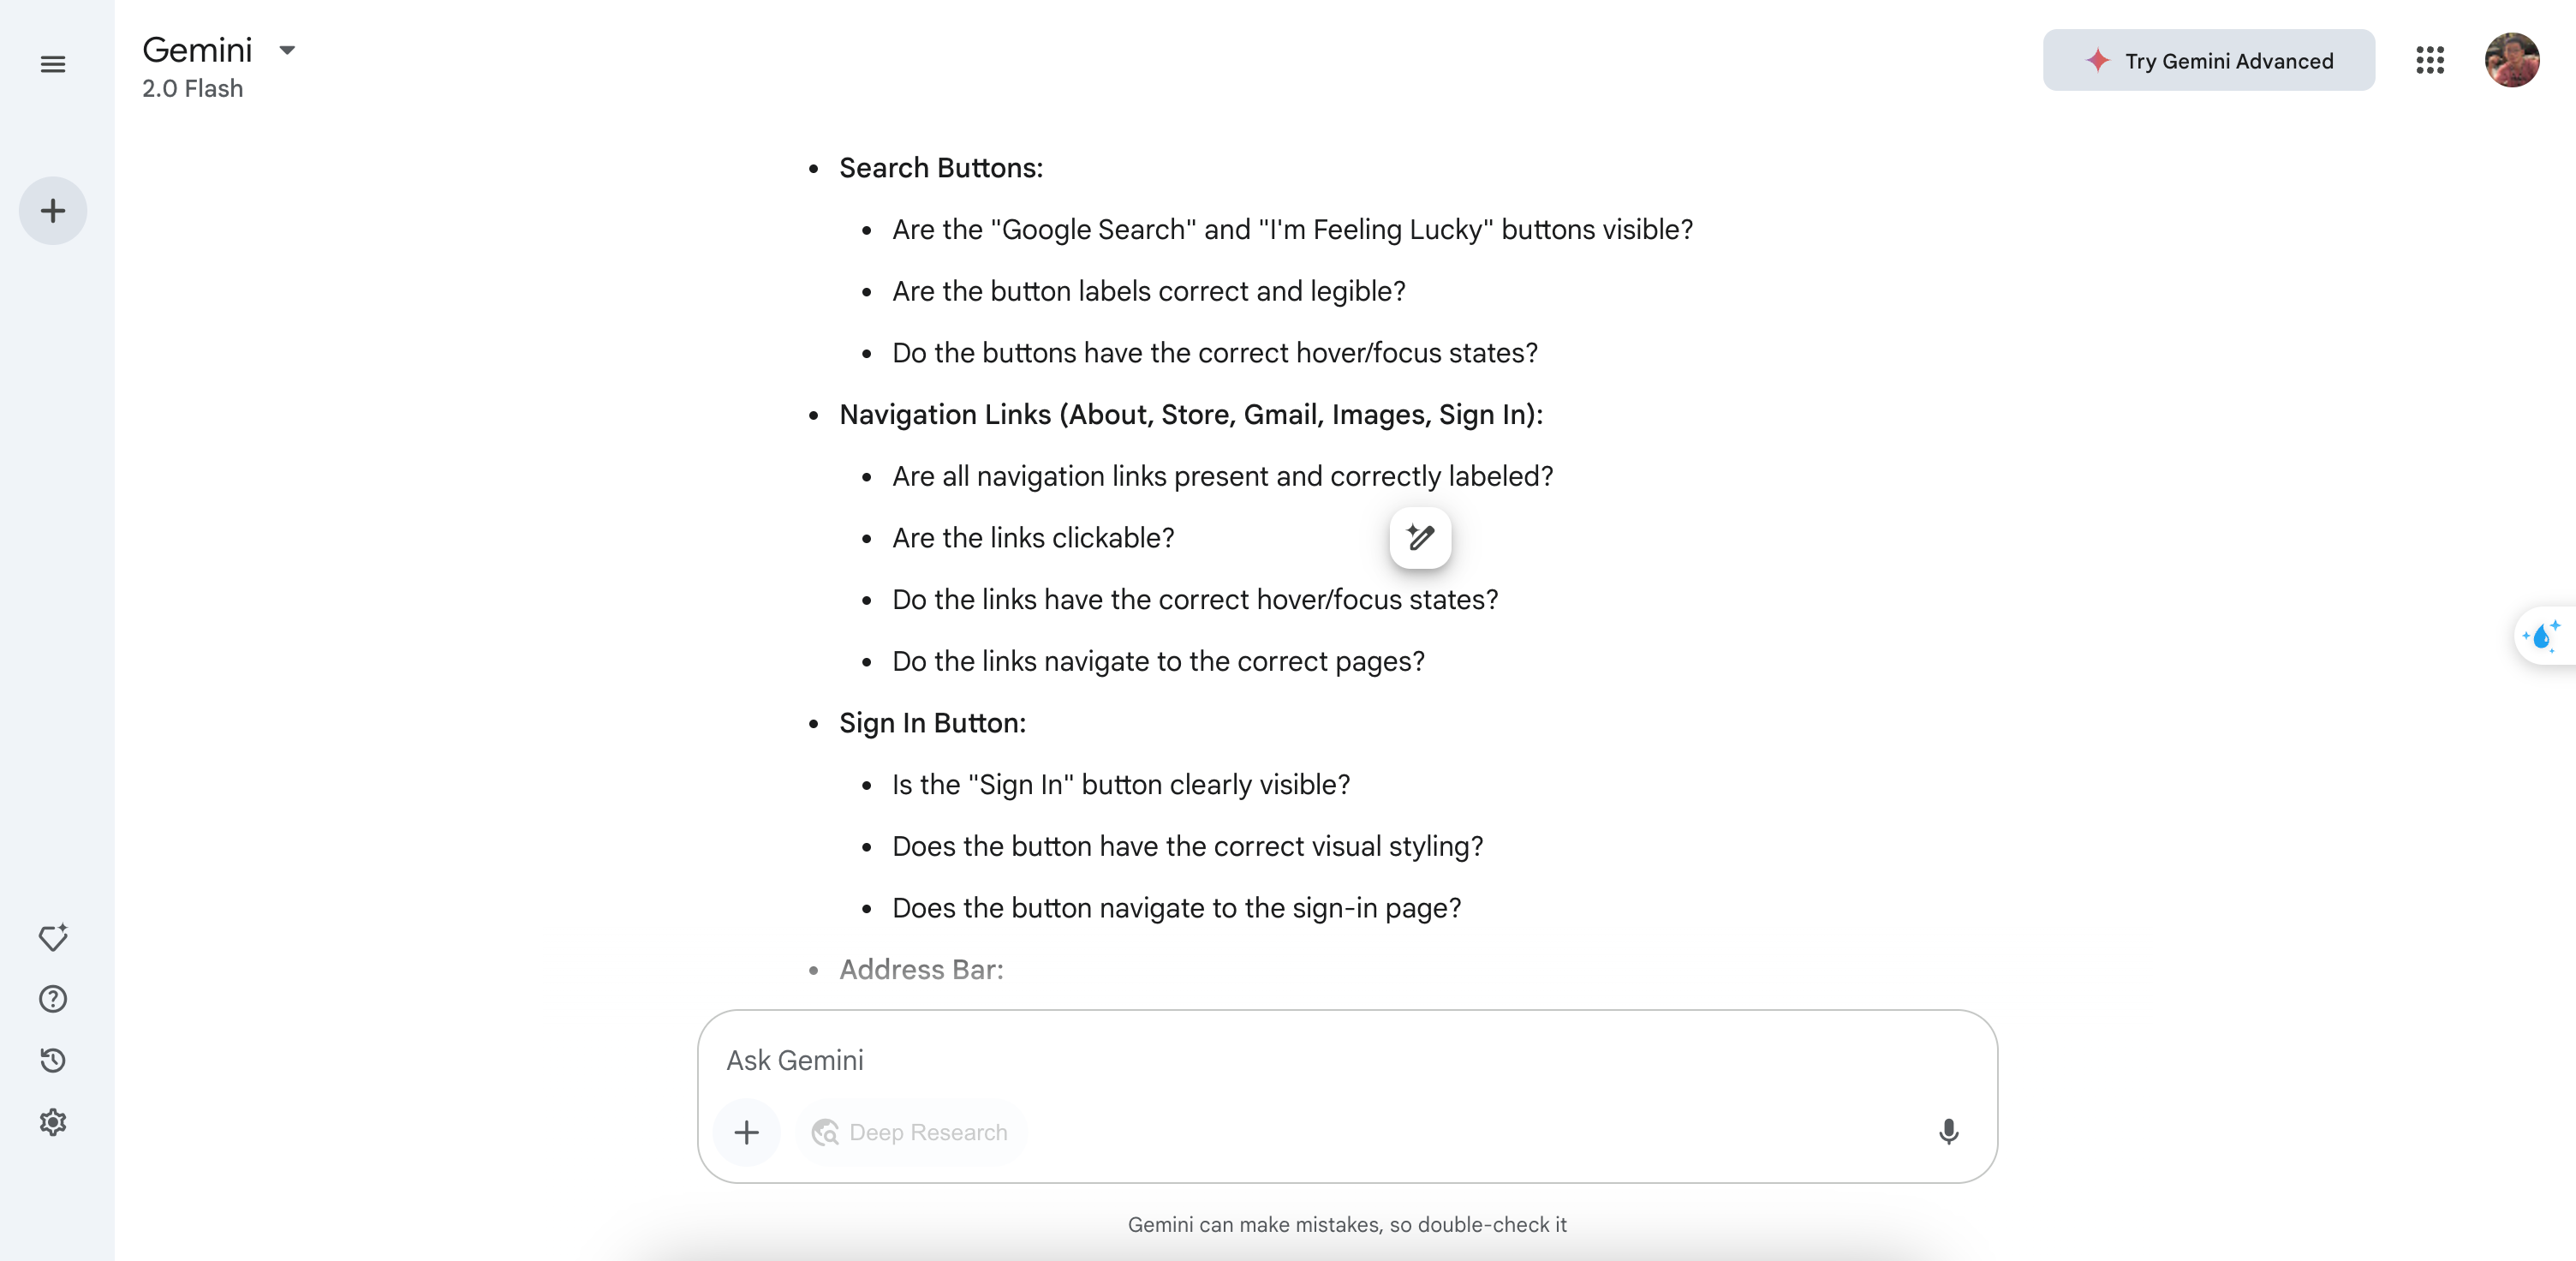 Gemini
2.0 Flash
Try Gemini Advanced
Search Buttons:
Are the "Google Search" and "I'm Feeling Lucky" buttons visible?
Are the button labels correct and legible?
Do the buttons have the correct hover/focus states?
Navigation Links (About, Store, Gmail, Images, Sign In):
Are all navigation links present and correctly labeled?
Are the links clickable?
Do the links have the correct hover/focus states?
Do the links navigate to the correct pages?
Sign In Button:
Is the "Sign In" button clearly visible?
Does the button have the correct visual styling?
Does the button navigate to the sign-in page?
Address Bar:
Ask Gemini
Deep Research
Gemini can make mistakes, so double-check it